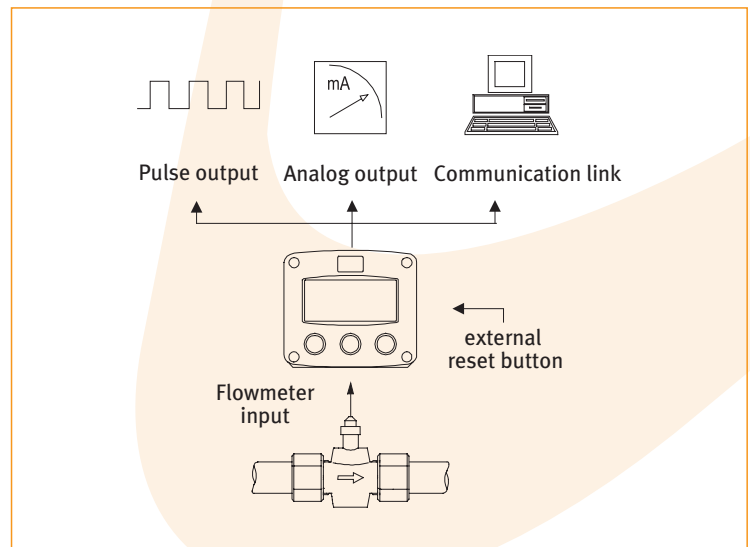 mA
Pulse output
Analog output
Communication link
external
reset button
Flowmeter
input